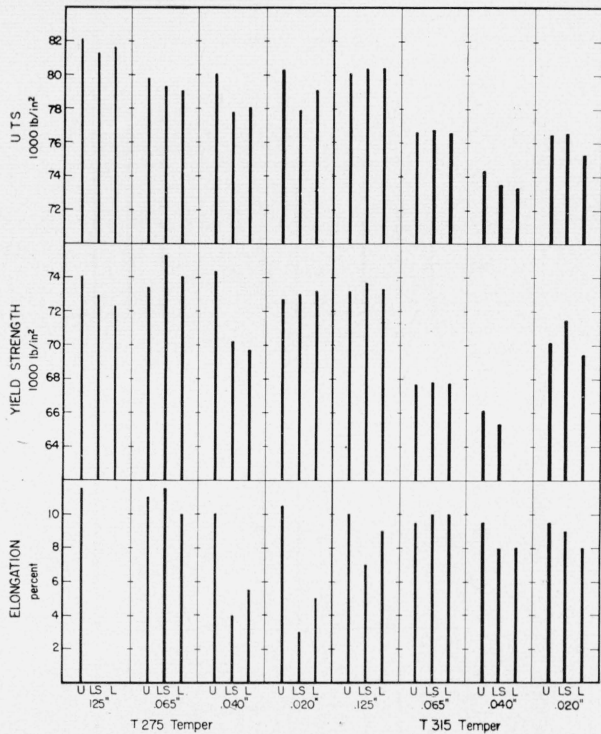 UTS
1000 lb/in²
82
80
78
76
74
72
YIELD STRENGTH
1000 lb/in²
74
72
70
68
66
64
ELONGATION
percent
10
8
6
4
2
U LS L U LS L U LS L U LS L U LS L U LS L U LS L U LS L
.125" .065" .040" .020" .125" .065" .040" .020"
T 275 Temper T 315 Temper